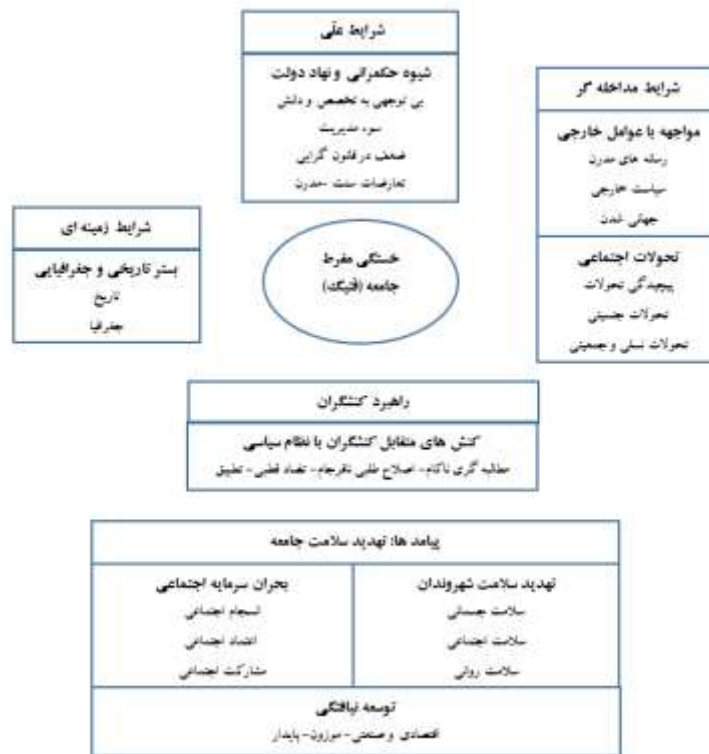 شرایط علّی
شیوه حکمرانی و نهاد دولت
بی توجهی به تخصص و دانش
سوء مدیریت
ضعف در قانون گرایی
تعارضات سنت -مدرن
شرایط مداخله گر
مواجهه با عوامل خارجی
رسانه های مدرن
سیاست خارجی
جهانی شدن
تحولات اجتماعی
پیچیدگی تحولات
تحولات جنسیتی
تحولات نسلی و جمعیتی
شرایط زمینه ای
بستر تاریخی و جغرافیایی
تاریخ
جغرافیا
خستگی مفرط
جامعه (فتیگ)
راهبرد کنشگران
کنش های متقابل کنشگران با نظام سیاسی
مطالبه گری ناکام- اصلاح طلبی نافرجام- تضاد قطبی- تطبیق
پیامد ها: تهدید سلامت جامعه
تهدید سلامت شهروندان
سلامت جسمانی
سلامت اجتماعی
سلامت روانی
بحران سرمایه اجتماعی
انسجام اجتماعی
اعتماد اجتماعی
مشارکت اجتماعی
توسعه نیافتگی
اقتصادی و صنعتی- موزون- پایدار